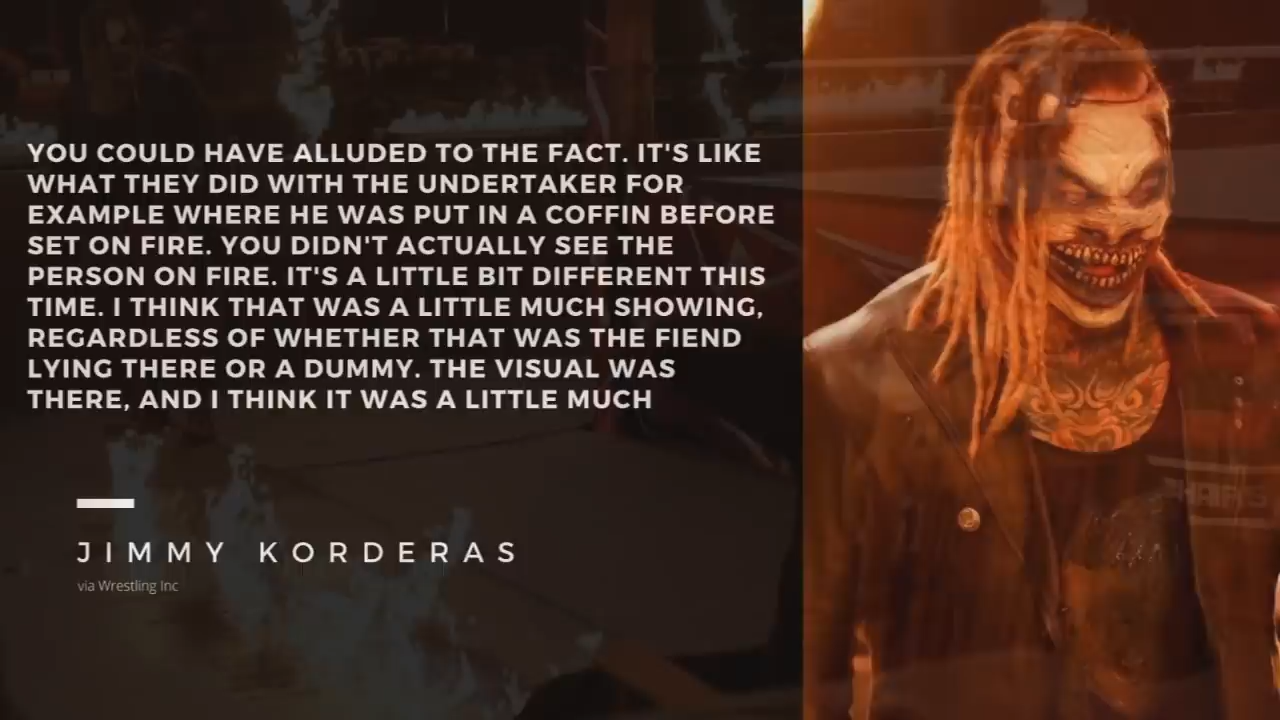 YOU COULD HAVE ALLUDED TO THE FACT. IT'S LIKE
WHAT THEY DID WITH THE UNDERTAKER FOR
EXAMPLE WHERE HE WAS PUT IN A COFFIN BEFORE
SET ON FIRE. YOU DIDN'T ACTUALLY SEE THE
PERSON ON FIRE. IT'S A LITTLE BIT DIFFERENT THIS
TIME. I THINK THAT WAS A LITTLE MUCH SHOWING,
REGARDLESS OF WHETHER THAT WAS THE FIEND
LYING THERE OR A DUMMY. THE VISUAL WAS
THERE, AND I THINK IT WAS A LITTLE MUCH
JIMMY KORDERAS
via Wrestling Inc